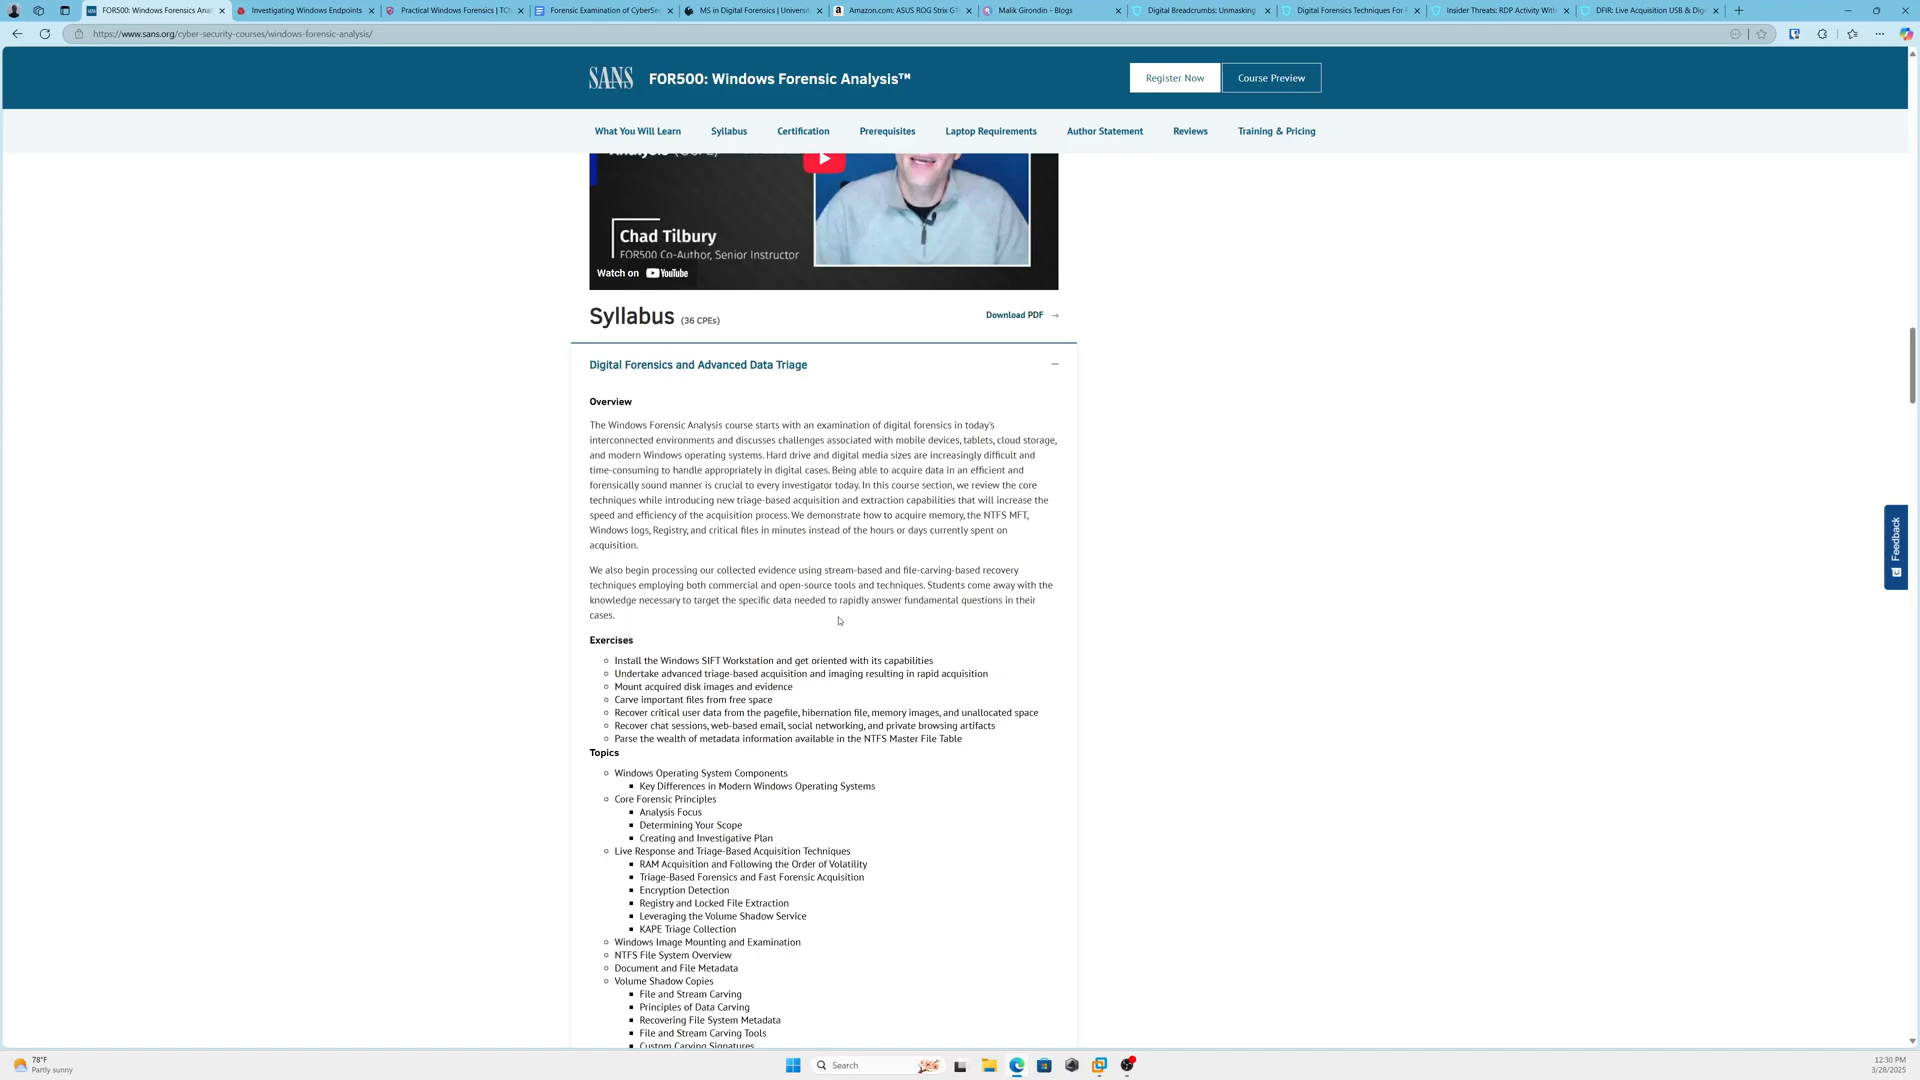 FOR500: Windows Forensics Anal
Investigating Windows Endpoints
Practical Windows Forensics | TC
Forensic Examination of CyberSec
MS in Digital Forensics | Universit
Amazon.com: ASUS ROG Strix G1
Malik Girondin - Blogs
Digital Breadcrumbs: Unmasking
Digital Forensics Techniques For
Insider Threats: RDP Activity With
DFIR: Live Acquisition USB & Dig
https://www.sans.org/cyber-security-courses/windows-forensic-analysis/
SANS
FOR500: Windows Forensic Analysis™
Register Now
Course Preview
What You Will Learn
Syllabus
Certification
Prerequisites
Laptop Requirements
Author Statement
Reviews
Training & Pricing
Chad Tilbury
FOR500 Co-Author, Senior Instructor
Watch on YouTube
Syllabus (36 CPEs)
Download PDF →
Digital Forensics and Advanced Data Triage
Overview
The Windows Forensic Analysis course starts with an examination of digital forensics in today's
interconnected environments and discusses challenges associated with mobile devices, tablets, cloud storage,
and modern Windows operating systems. Hard drive and digital media sizes are increasingly difficult and
time-consuming to handle appropriately in digital cases. Being able to acquire data in an efficient and
forensically sound manner is crucial to every investigator today. In this course section, we review the core
techniques while introducing new triage-based acquisition and extraction capabilities that will increase the
speed and efficiency of the acquisition process. We demonstrate how to acquire memory, the NTFS MFT,
Windows logs, Registry, and critical files in minutes instead of the hours or days currently spent on
acquisition.
We also begin processing our collected evidence using stream-based and file-carving-based recovery
techniques employing both commercial and open-source tools and techniques. Students come away with the
knowledge necessary to target the specific data needed to rapidly answer fundamental questions in their
cases.
Exercises
Install the Windows SIFT Workstation and get oriented with its capabilities
Undertake advanced triage-based acquisition and imaging resulting in rapid acquisition
Mount acquired disk images and evidence
Carve important files from free space
Recover critical user data from the pagefile, hibernation file, memory images, and unallocated space
Recover chat sessions, web-based email, social networking, and private browsing artifacts
Parse the wealth of metadata information available in the NTFS Master File Table
Topics
Windows Operating System Components
Key Differences in Modern Windows Operating Systems
Core Forensic Principles
Analysis Focus
Determining Your Scope
Creating and Investigative Plan
Live Response and Triage-Based Acquisition Techniques
RAM Acquisition and Following the Order of Volatility
Triage-Based Forensics and Fast Forensic Acquisition
Encryption Detection
Registry and Locked File Extraction
Leveraging the Volume Shadow Service
KAPE Triage Collection
Windows Image Mounting and Examination
NTFS File System Overview
Document and File Metadata
Volume Shadow Copies
File and Stream Carving
Principles of Data Carving
Recovering File System Metadata
File and Stream Carving Tools
Custom Carving Signatures
Feedback
78°F
Partly sunny
Search
12:30 PM
3/28/2025